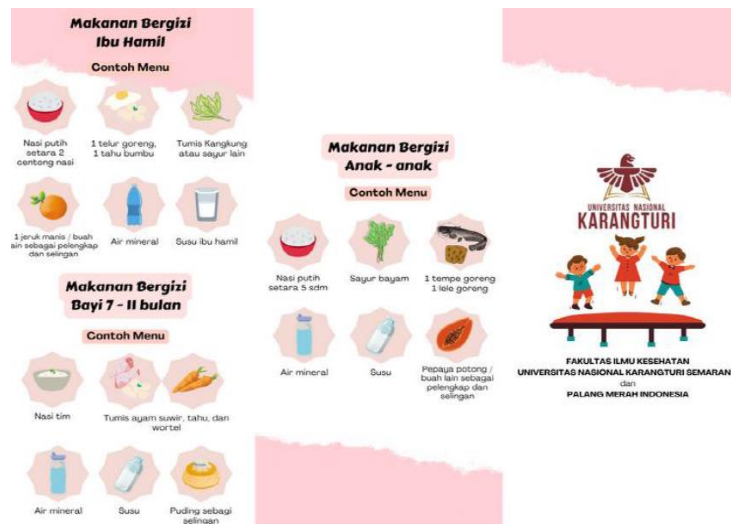 Makanan Bergizi
Ibu Hamil
Contoh Menu
Nasi putih
setara 2
centong nasi
1 telur goreng,
1 tahu bumbu
Tumis Kangkung
atau sayur lain
1 jeruk manis / buah
ain sebagai pelengkap
dan selingan
Air mineral
Susu ibu hamil
Makanan Bergizi
Bayi 7 - 11 bulan
Contoh Menu
Nasi tim
Tumis ayam suwir, tahu, dan
wortel
Air mineral
Susu
Puding sebagai
selingan
Makanan Bergizi
Anak - anak
Contoh Menu
Nasi putih
setara 5 sdm
Sayur bayam
1 tempe goreng
1 lele goreng
Air mineral
Susu
Pepaya potong /
buah lain sebagai
pelengkap dan
selingan
UNIVERSITAS NASIONAL
KARANGTURI
FAKULTAS ILMU KESEHATAN
UNIVERSITAS NASIONAL KARANGTURI SEMARAN
dan
PALANG MERAH INDONESIA